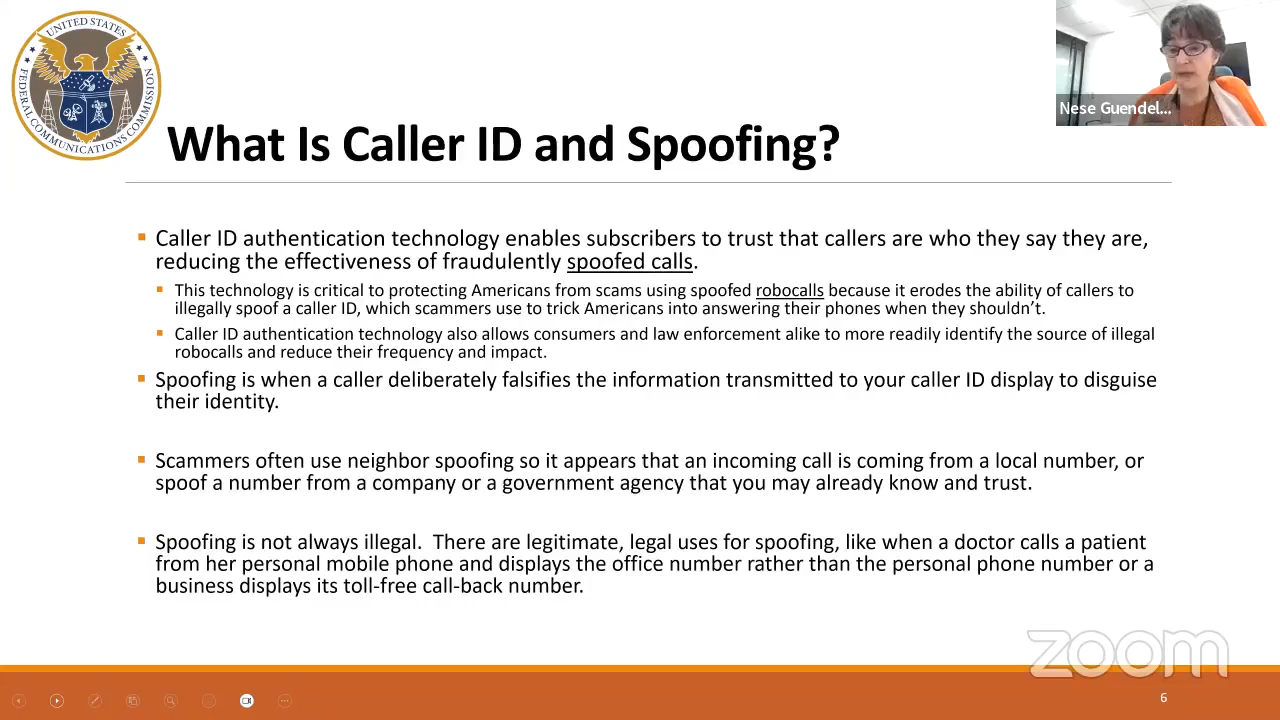 UNITED STATES
FEDERAL COMMUNICATIONS COMMISSION
Nese Guendel...
What Is Caller ID and Spoofing?
Caller ID authentication technology enables subscribers to trust that callers are who they say they are,
reducing the effectiveness of fraudulently spoofed calls.
This technology is critical to protecting Americans from scams using spoofed robocalls because it erodes the ability of callers to
illegally spoof a caller ID, which scammers use to trick Americans into answering their phones when they shouldn’t.
Caller ID authentication technology also allows consumers and law enforcement alike to more readily identify the source of illegal
robocalls and reduce their frequency and impact.
Spoofing is when a caller deliberately falsifies the information transmitted to your caller ID display to disguise
their identity.
Scammers often use neighbor spoofing so it appears that an incoming call is coming from a local number, or
spoof a number from a company or a government agency that you may already know and trust.
Spoofing is not always illegal.  There are legitimate, legal uses for spoofing, like when a doctor calls a patient
from her personal mobile phone and displays the office number rather than the personal phone number or a
business displays its toll-free call-back number.
zoom
6